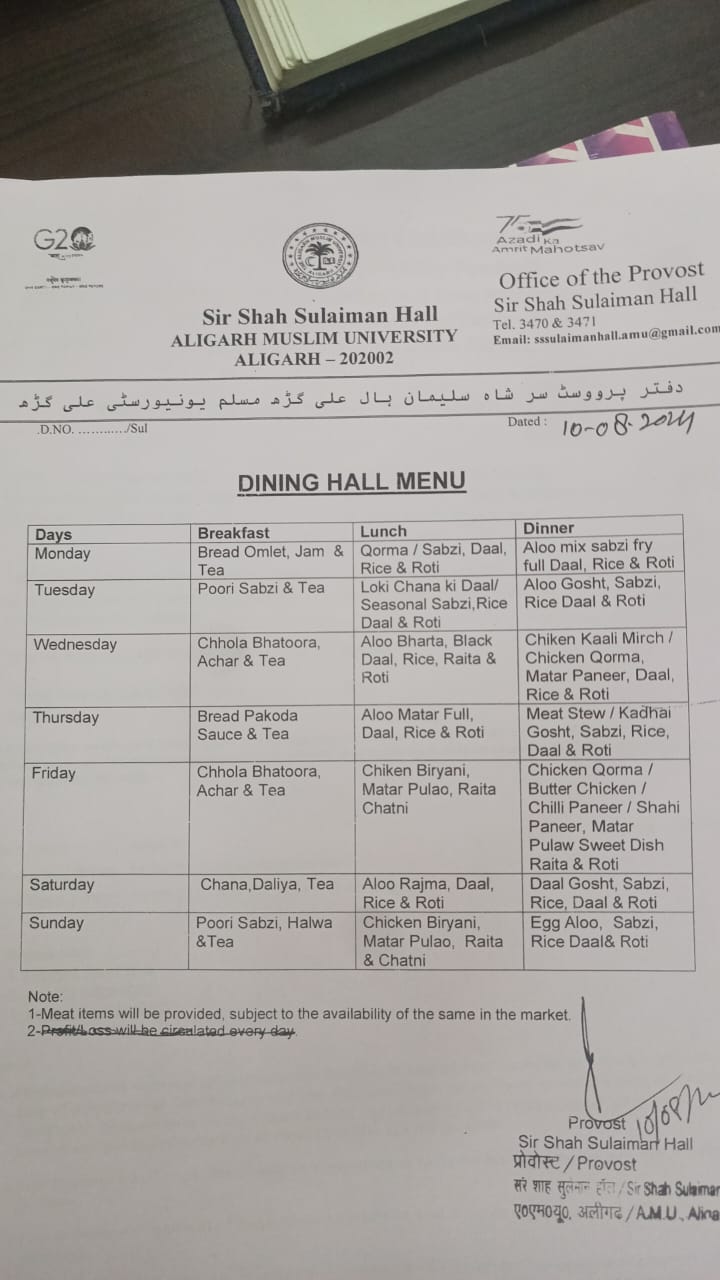 G20
75
Azadi Ka
Amrit Mahotsav
Office of the Provost
Sir Shah Sulaiman Hall
Tel. 3470 & 3471
Email: sssulaimanhall.amu@gmail.com
Sir Shah Sulaiman Hall
ALIGARH MUSLIM UNIVERSITY
ALIGARH – 202002
دفتر پرووسٹ سر شاہ سلیمان ہال علی گڑھ مسلم یونیورسٹی علی گڑھ
.D.NO. …………/Sul
Dated : 10-08-2024
DINING HALL MENU
Days Breakfast Lunch Dinner
Monday
Bread Omlet, Jam &
Tea
Qorma / Sabzi, Daal,
Rice & Roti
Aloo mix sabzi fry
full Daal, Rice & Roti
Tuesday
Poori Sabzi & Tea
Loki Chana ki Daal/
Seasonal Sabzi,Rice
Daal & Roti
Aloo Gosht, Sabzi,
Rice Daal & Roti
Wednesday
Chhola Bhatoora,
Achar & Tea
Aloo Bharta, Black
Daal, Rice, Raita &
Roti
Chiken Kaali Mirch /
Chicken Qorma,
Matar Paneer, Daal,
Rice & Roti
Thursday
Bread Pakoda
Sauce & Tea
Aloo Matar Full,
Daal, Rice & Roti
Meat Stew / Kadhai
Gosht, Sabzi, Rice,
Daal & Roti
Friday
Chhola Bhatoora,
Achar & Tea
Chiken Biryani,
Matar Pulao, Raita
Chatni
Chicken Qorma /
Butter Chicken /
Chilli Paneer / Shahi
Paneer, Matar
Pulaw Sweet Dish
Raita & Roti
Saturday
Chana,Daliya, Tea
Aloo Rajma, Daal,
Rice & Roti
Daal Gosht, Sabzi,
Rice, Daal & Roti
Sunday
Poori Sabzi, Halwa
&Tea
Chicken Biryani,
Matar Pulao, Raita
& Chatni
Egg Aloo, Sabzi,
Rice Daal& Roti
Note:
1-Meat items will be provided, subject to the availability of the same in the market.
2-Profit/Loss will be circulated every day.
Provost
Sir Shah Sulaiman Hall
प्रोवोस्ट / Provost
सर शाह सुलेमान हॉल / Sir Shah Sulaiman
ए०एम०यू०, अलीगढ़ / A.M.U., Aliga